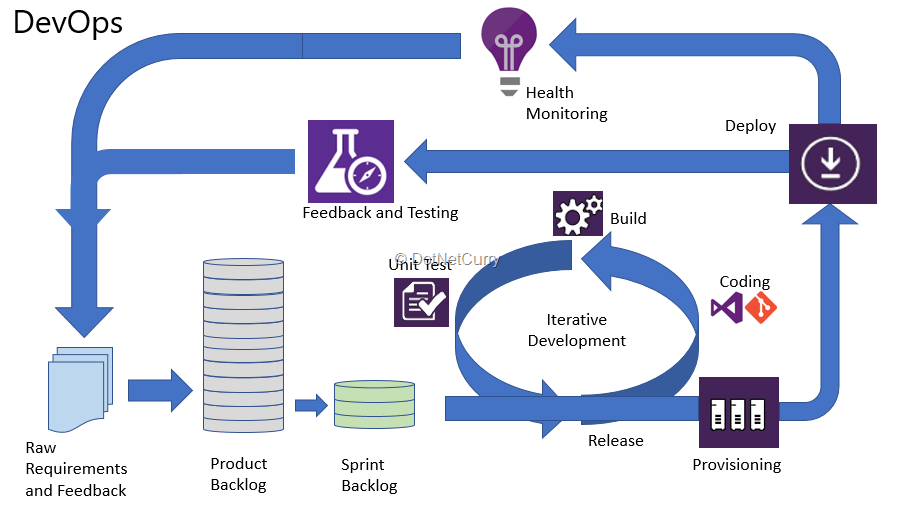 DevOps
Health
Monitoring
Deploy
Feedback and Testing
Build
© DotNetCurry
Unit Test
Coding
Iterative
Development
Release
Provisioning
Raw
Requirements
and Feedback
Product
Backlog
Sprint
Backlog